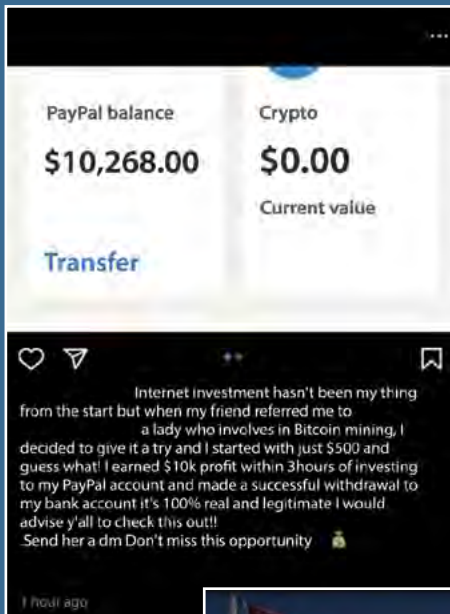 PayPal balance
$10,268.00
Transfer
Crypto
$0.00
Current value
Internet investment hasn't been my thing
from the start but when my friend referred me to
a lady who involves in Bitcoin mining, I
decided to give it a try and I started with just $500 and
guess what! I earned $10k profit within 3hours of investing
to my PayPal account and made a successful withdrawal to
my bank account it's 100% real and legitimate I would
advise y'all to check this out!!
.Send her a dm Don't miss this opportunity 💰
1 hour ago